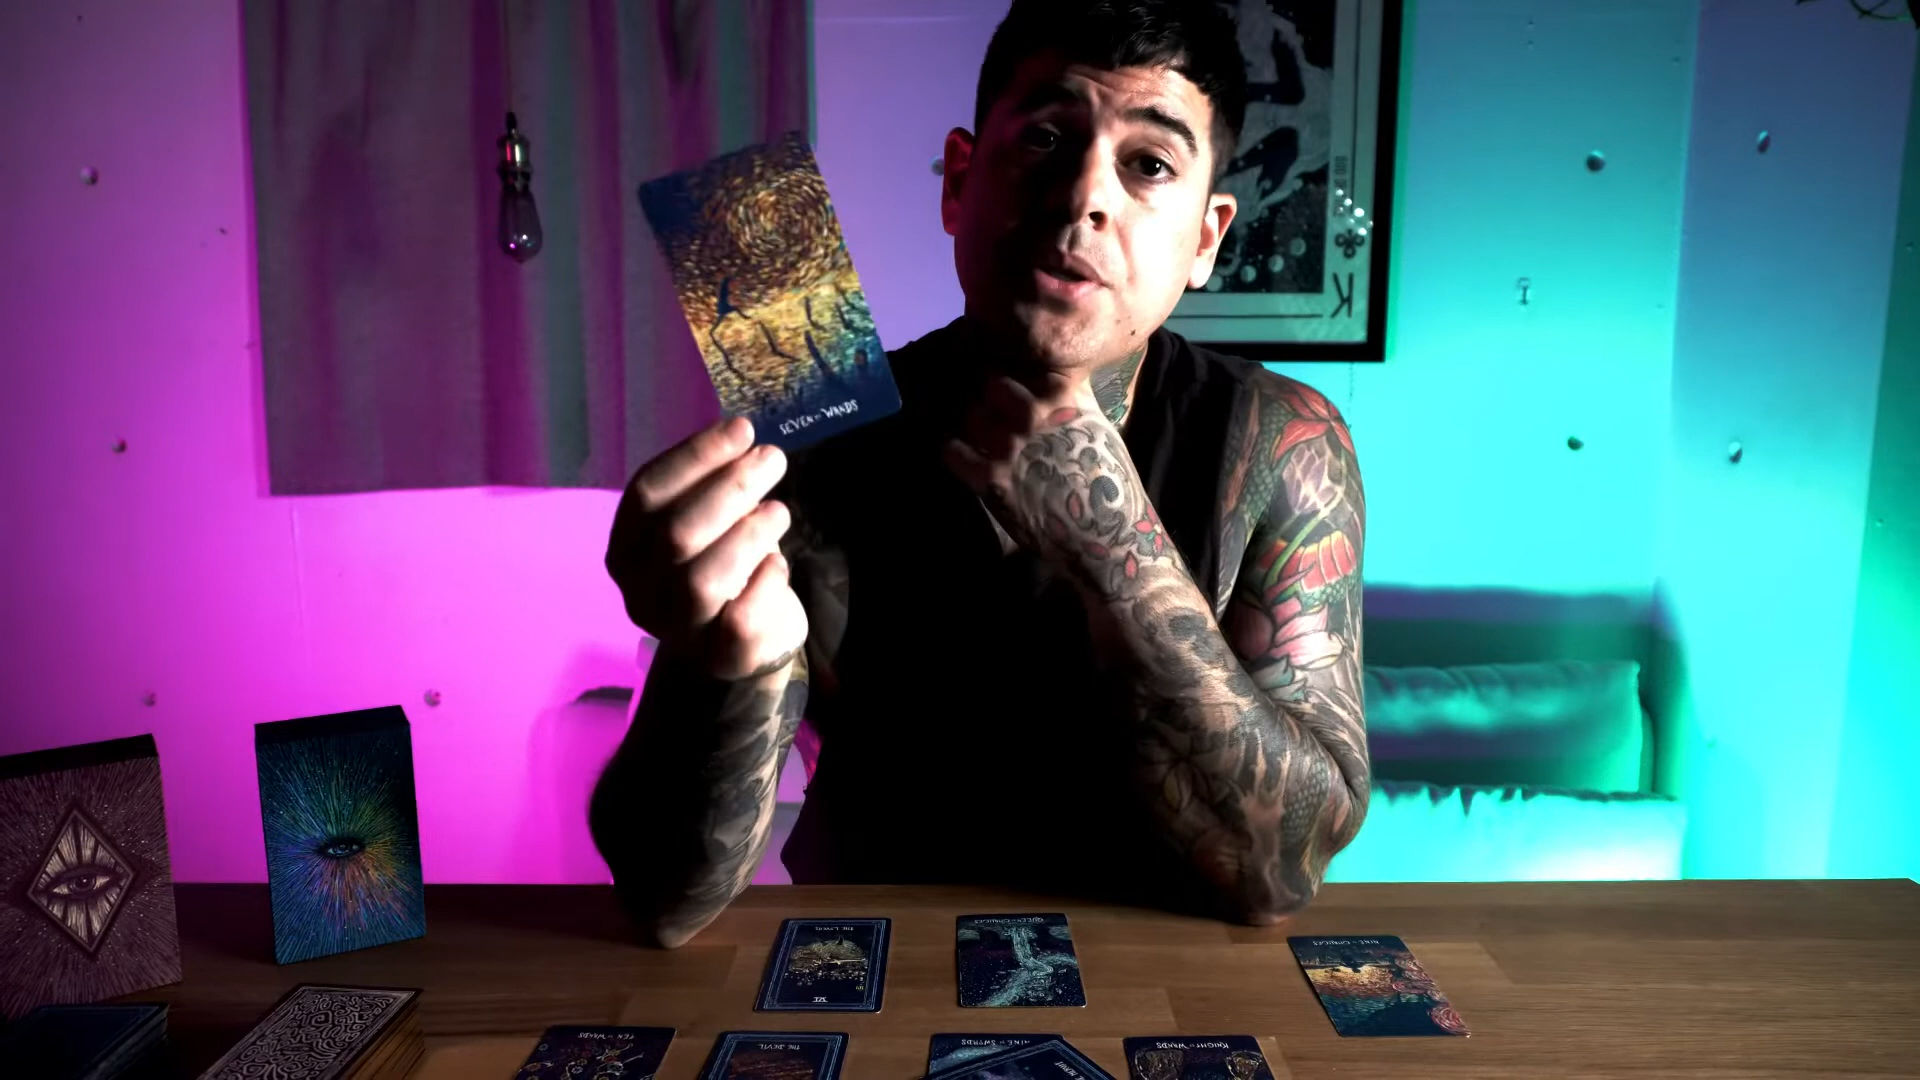 K
SEVEN OF WANDS
THE LOVERS
VI
QUEEN OF CHALICES
NINE OF CHALICES
TEN OF WANDS
THE DEVIL
NINE OF SWORDS
KNIGHT OF WANDS